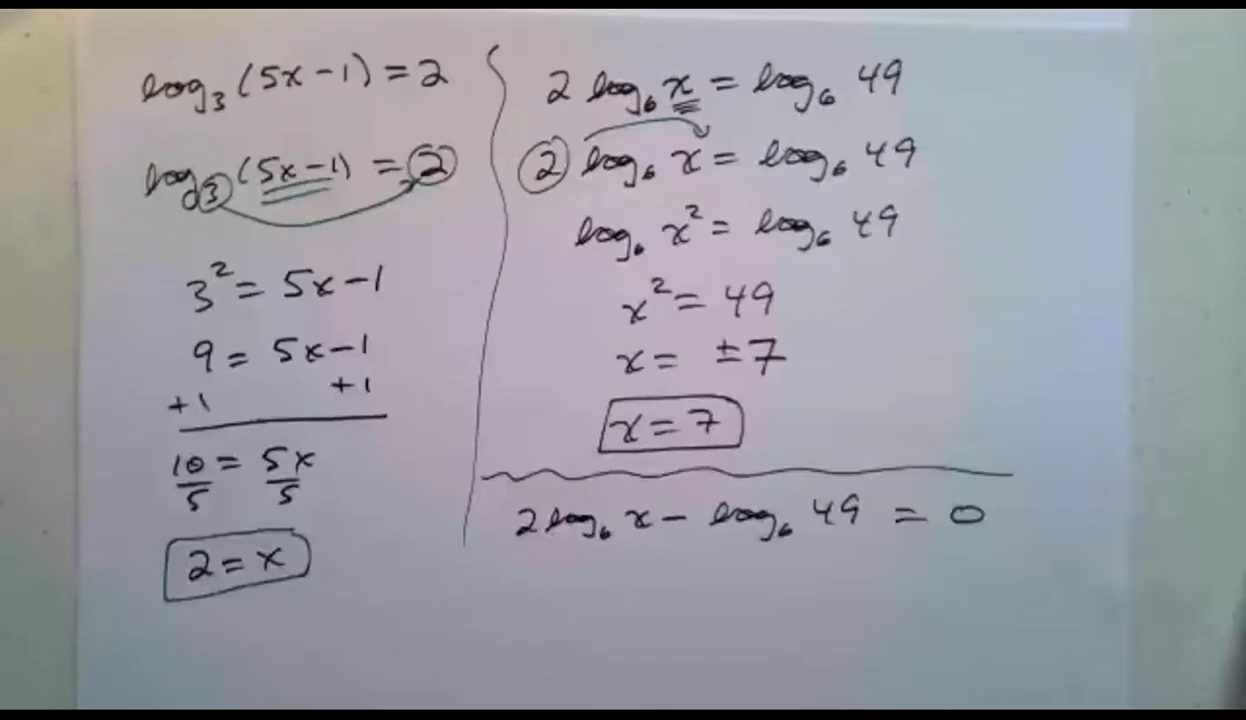 log₃(5x-1)=2
log₃(5x-1)=2
3²=5x-1
9=5x-1
+1 +1
10/5=5x/5
2=x
2 log₆ x = log₆ 49
2 log₆ x = log₆ 49
log₆ x² = log₆ 49
x² = 49
x = ±7
x = 7
2 log₆ x - log₆ 49 = 0